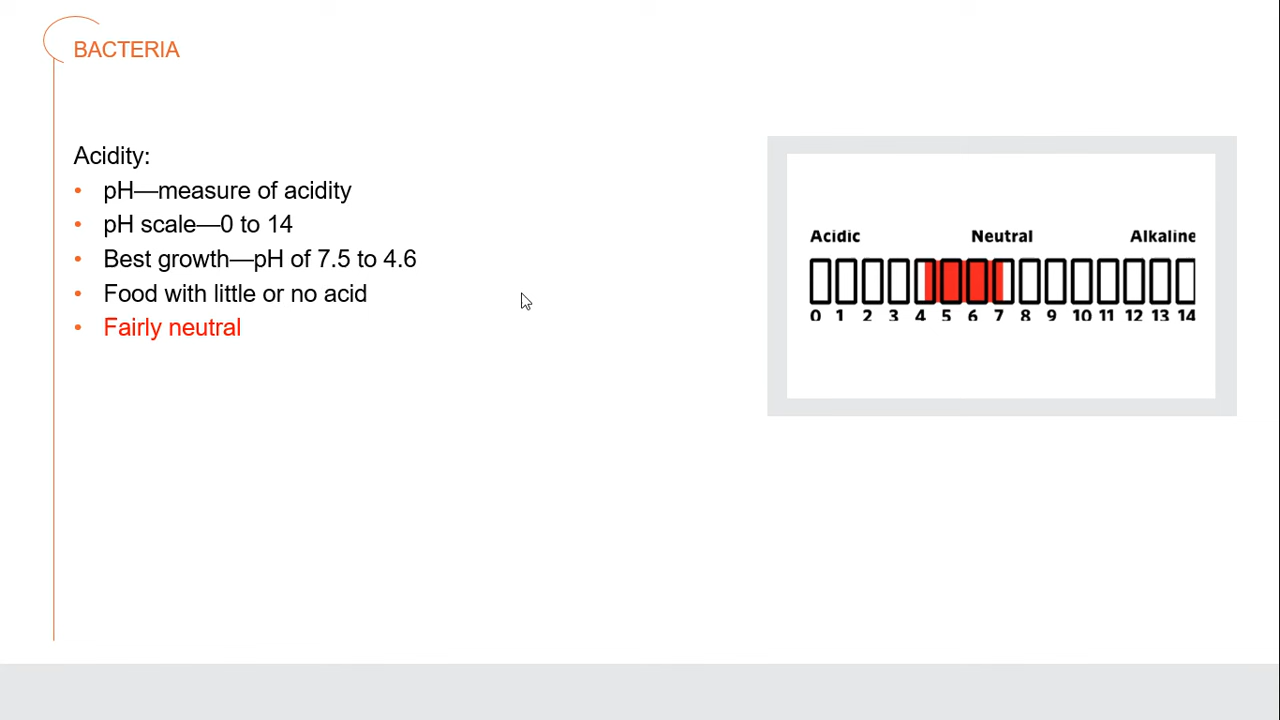 BACTERIA
Acidity:
• pH—measure of acidity
• pH scale—0 to 14
• Best growth—pH of 7.5 to 4.6
• Food with little or no acid
• Fairly neutral
Acidic Neutral Alkaline
0 1 2 3 4 5 6 7 8 9 10 11 12 13 14